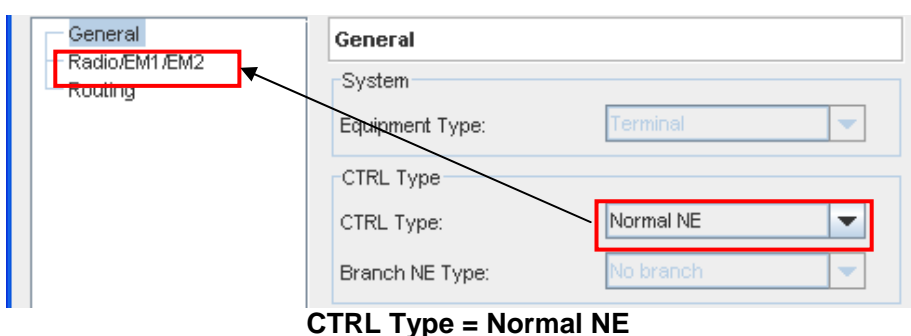 General
Radio/EM1/EM2
Routing
General
System
Equipment Type:
Terminal
CTRL Type
CTRL Type:
Normal NE
Branch NE Type:
No branch
CTRL Type = Normal NE